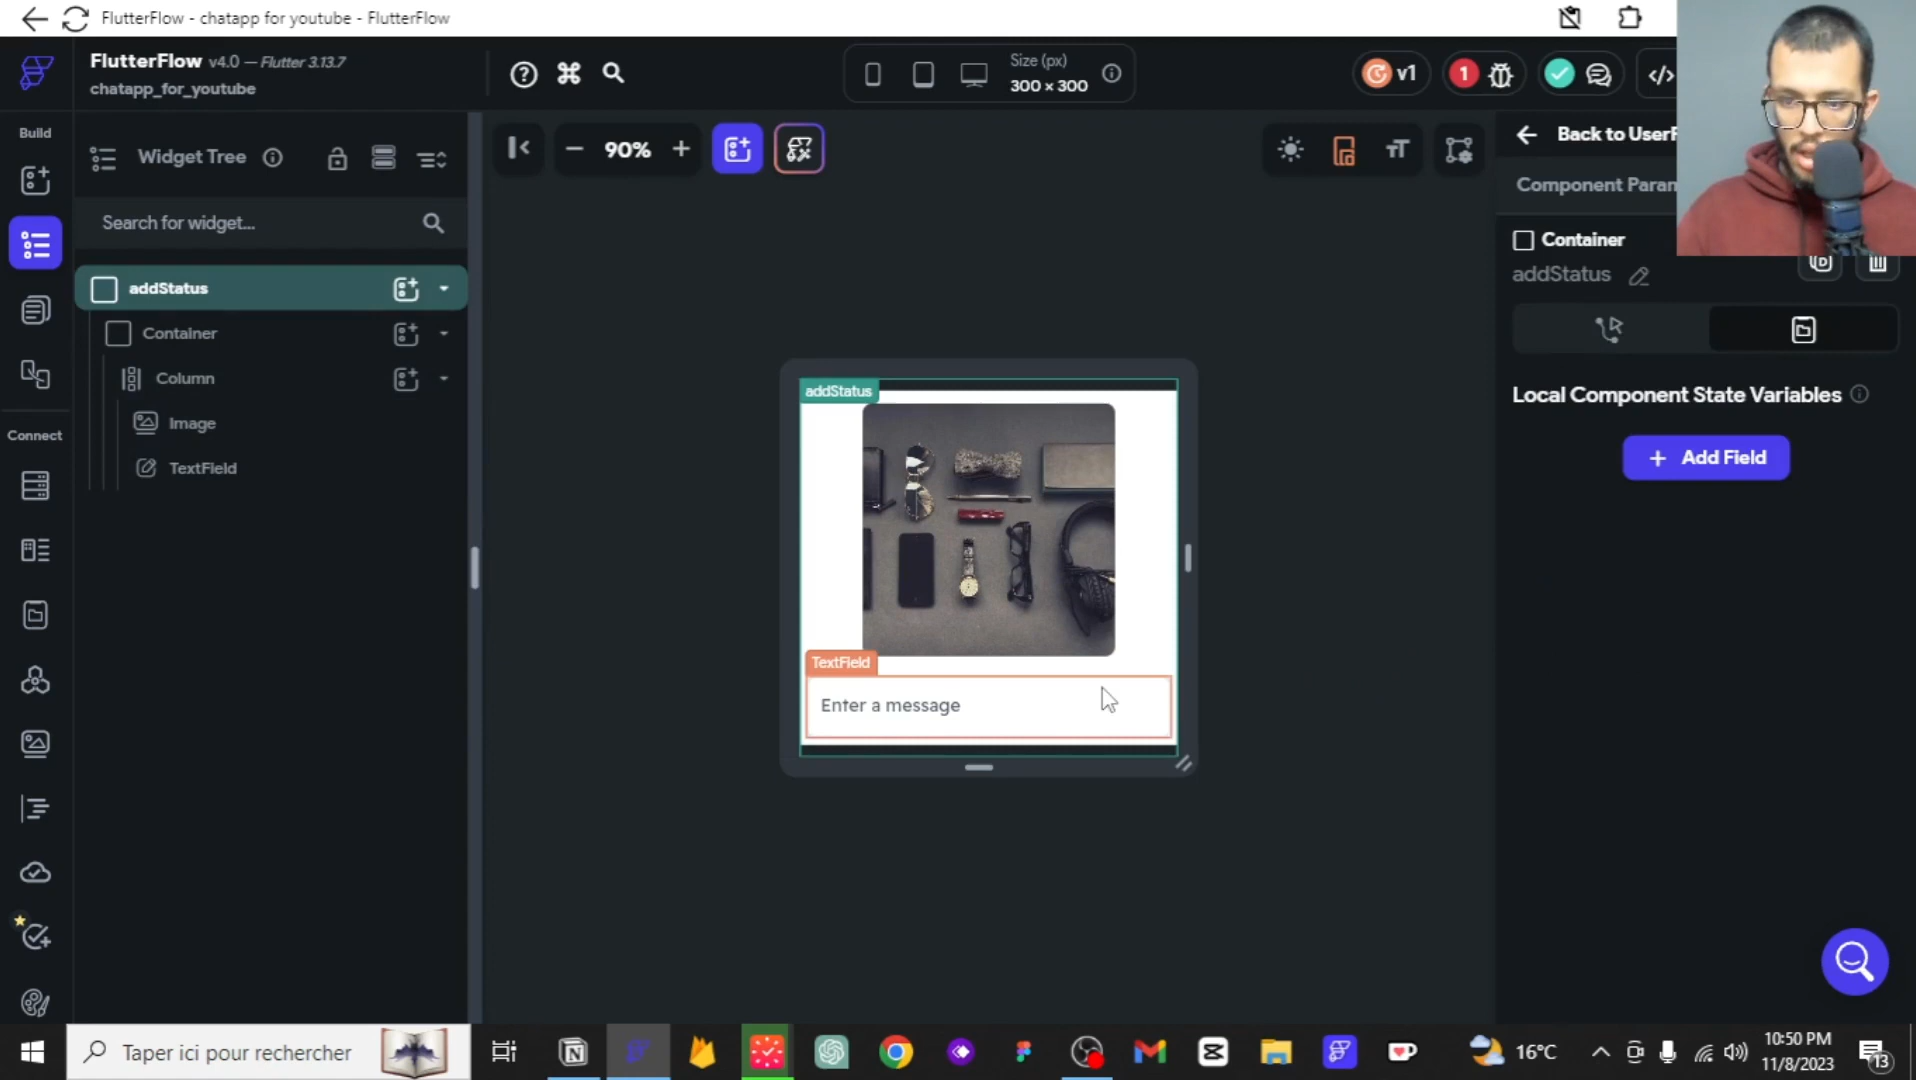 FlutterFlow - chatapp for youtube - FlutterFlow
FlutterFlow v4.0 — Flutter 3.13.7
chatapp_for_youtube
Size (px)
300 × 300
v1
1
Build
Widget Tree
90%
Back to UserF
Component Param
Search for widget...
Container
addStatus
addStatus
Container
Column
Image
TextField
Connect
addStatus
Local Component State Variables
+ Add Field
TextField
Enter a message
Taper ici pour rechercher
16°C
10:50 PM
11/8/2023
13